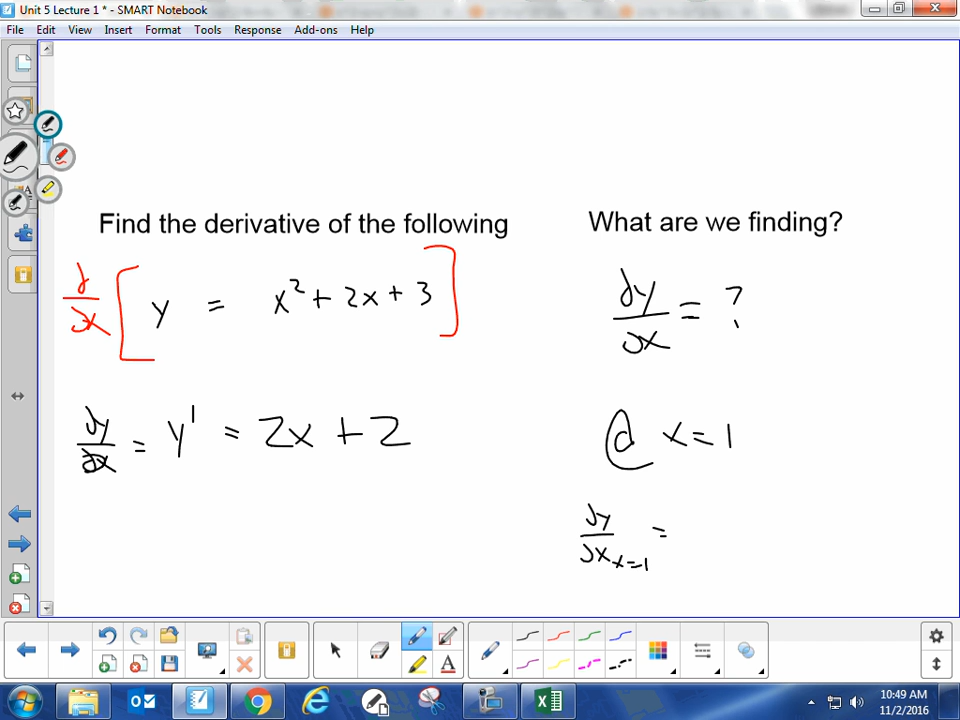 Unit 5 Lecture 1 * - SMART Notebook
File Edit View Insert Format Tools Response Add-ons Help
Find the derivative of the following
d/dx [ y = x² + 2x + 3 ]
dy/dx = y' = 2x + 2
What are we finding?
dy/dx = ?
@ x = 1
dy/dx x=1 =
A
10:49 AM
11/2/2016